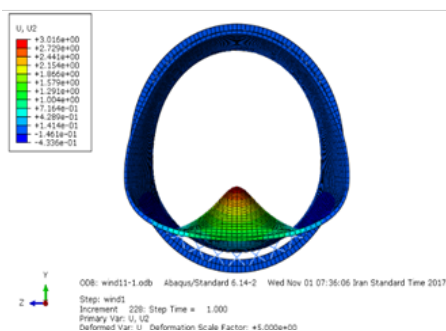 U, U2
+3.016e+00
+2.729e+00
+2.441e+00
+2.154e+00
+1.866e+00
+1.579e+00
+1.291e+00
+1.004e+00
+7.164e-01
+4.289e-01
+1.414e-01
-1.461e-01
-4.336e-01
Y
Z
ODB: wind11-1.odb Abaqus/Standard 6.14-2 Wed Nov 01 07:36:06 Iran Standard Time 2017
Step: wind1
Increment 228: Step Time = 1.000
Primary Var: U, U2
Deformed Var: U Deformation Scale Factor: +5.000e+00